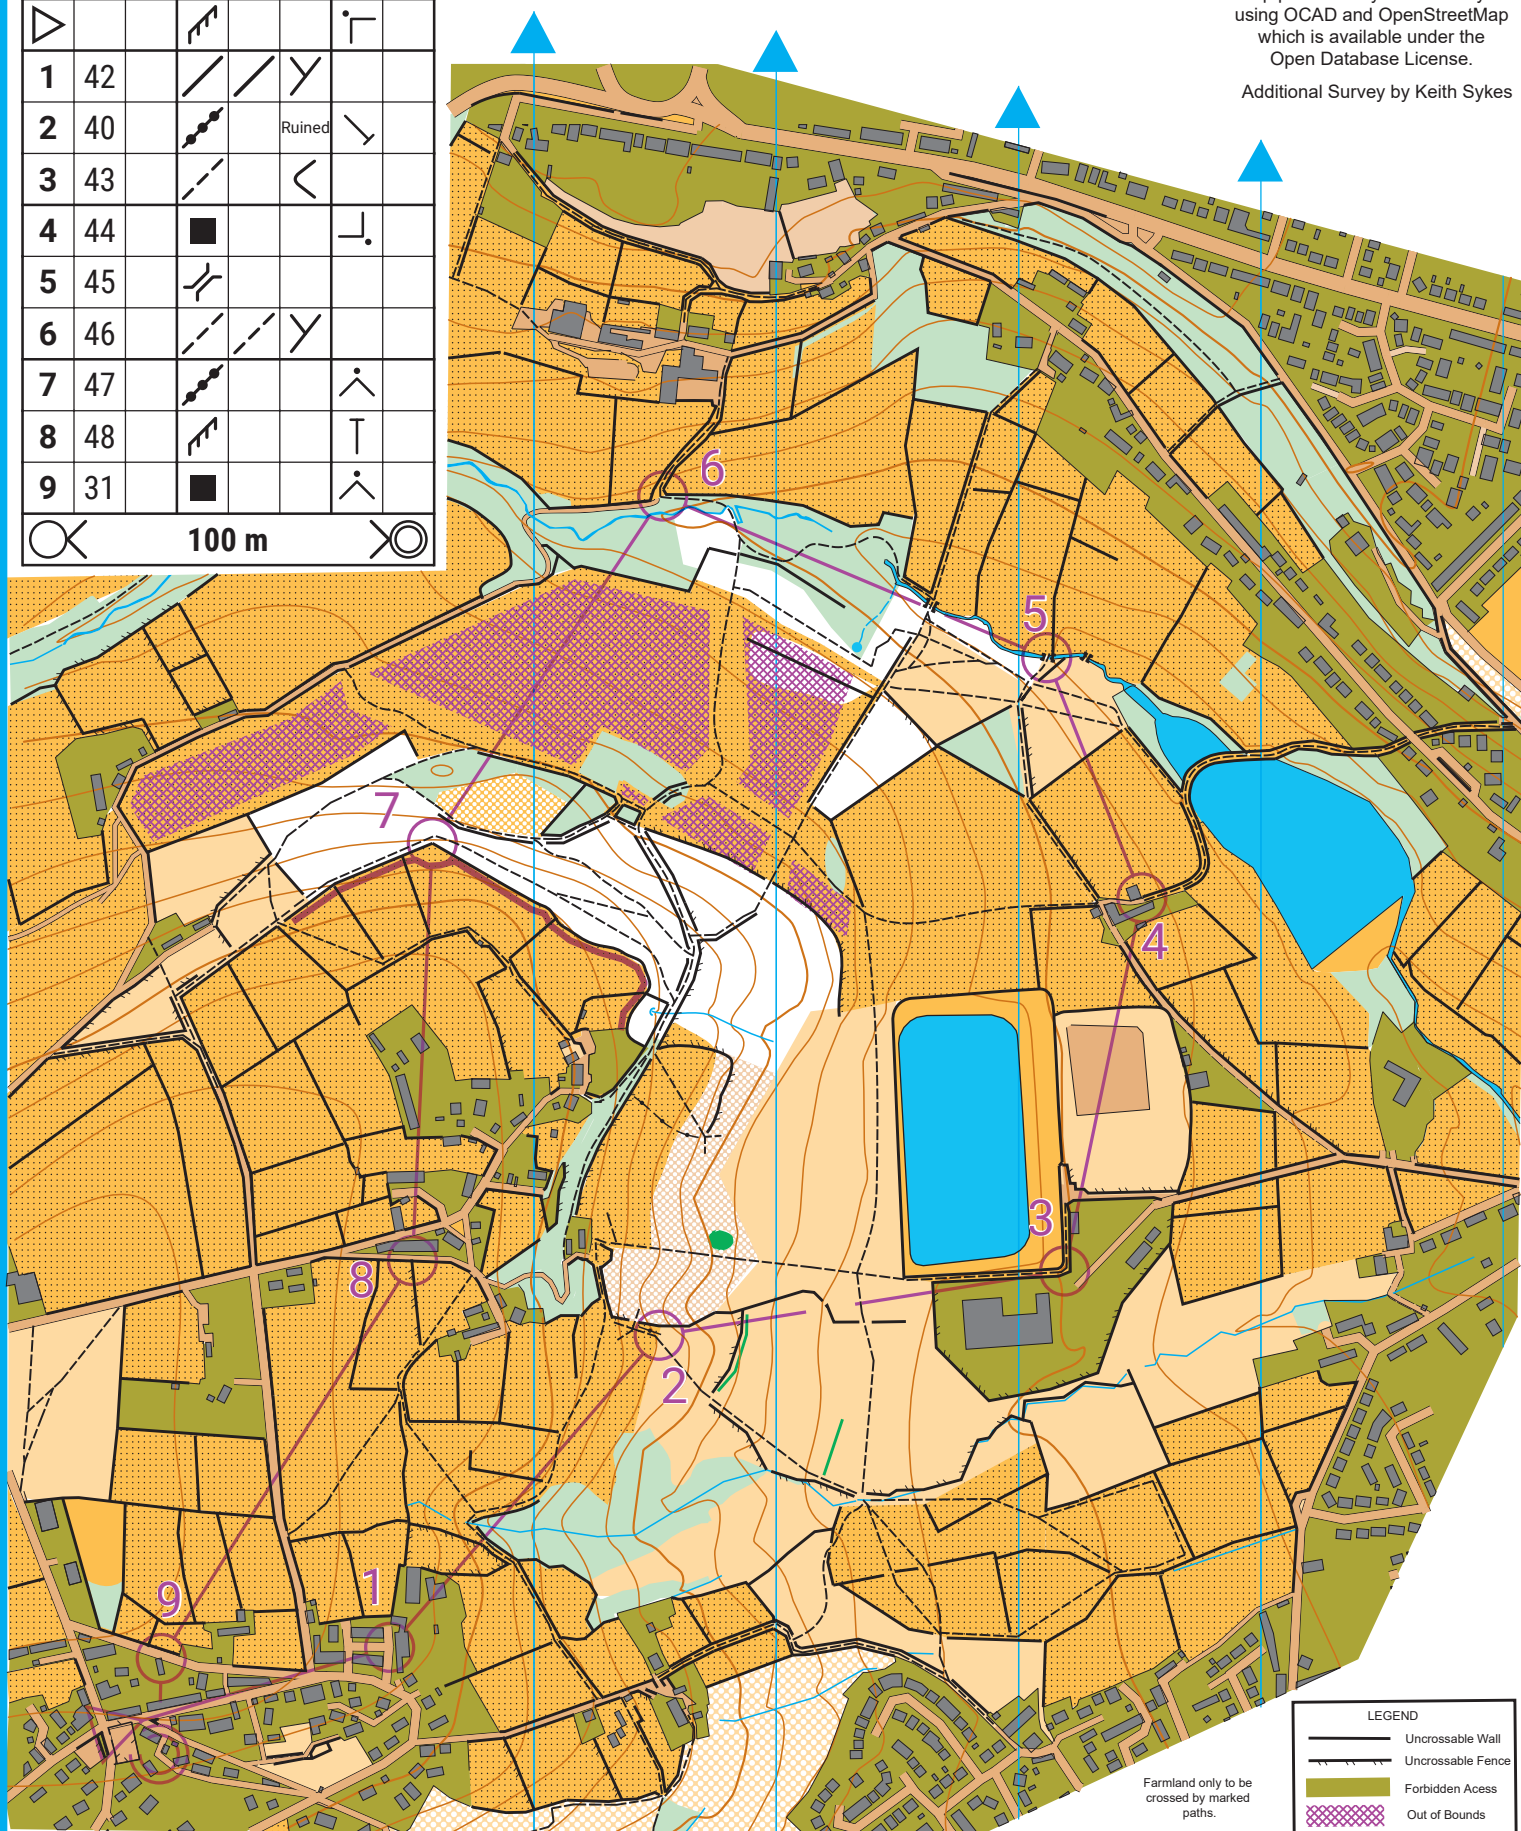 using OCAD and OpenStreetMap
which is available under the
Open Database License.
Additional Survey by Keith Sykes
1 42
2 40 Ruined
3 43
4 44
5 45
6 46
7 47
8 48
9 31
100 m
6
5
7
4
3
8
2
1
9
Farmland only to be
crossed by marked
paths.
LEGEND
Uncrossable Wall
Uncrossable Fence
Forbidden Acess
Out of Bounds